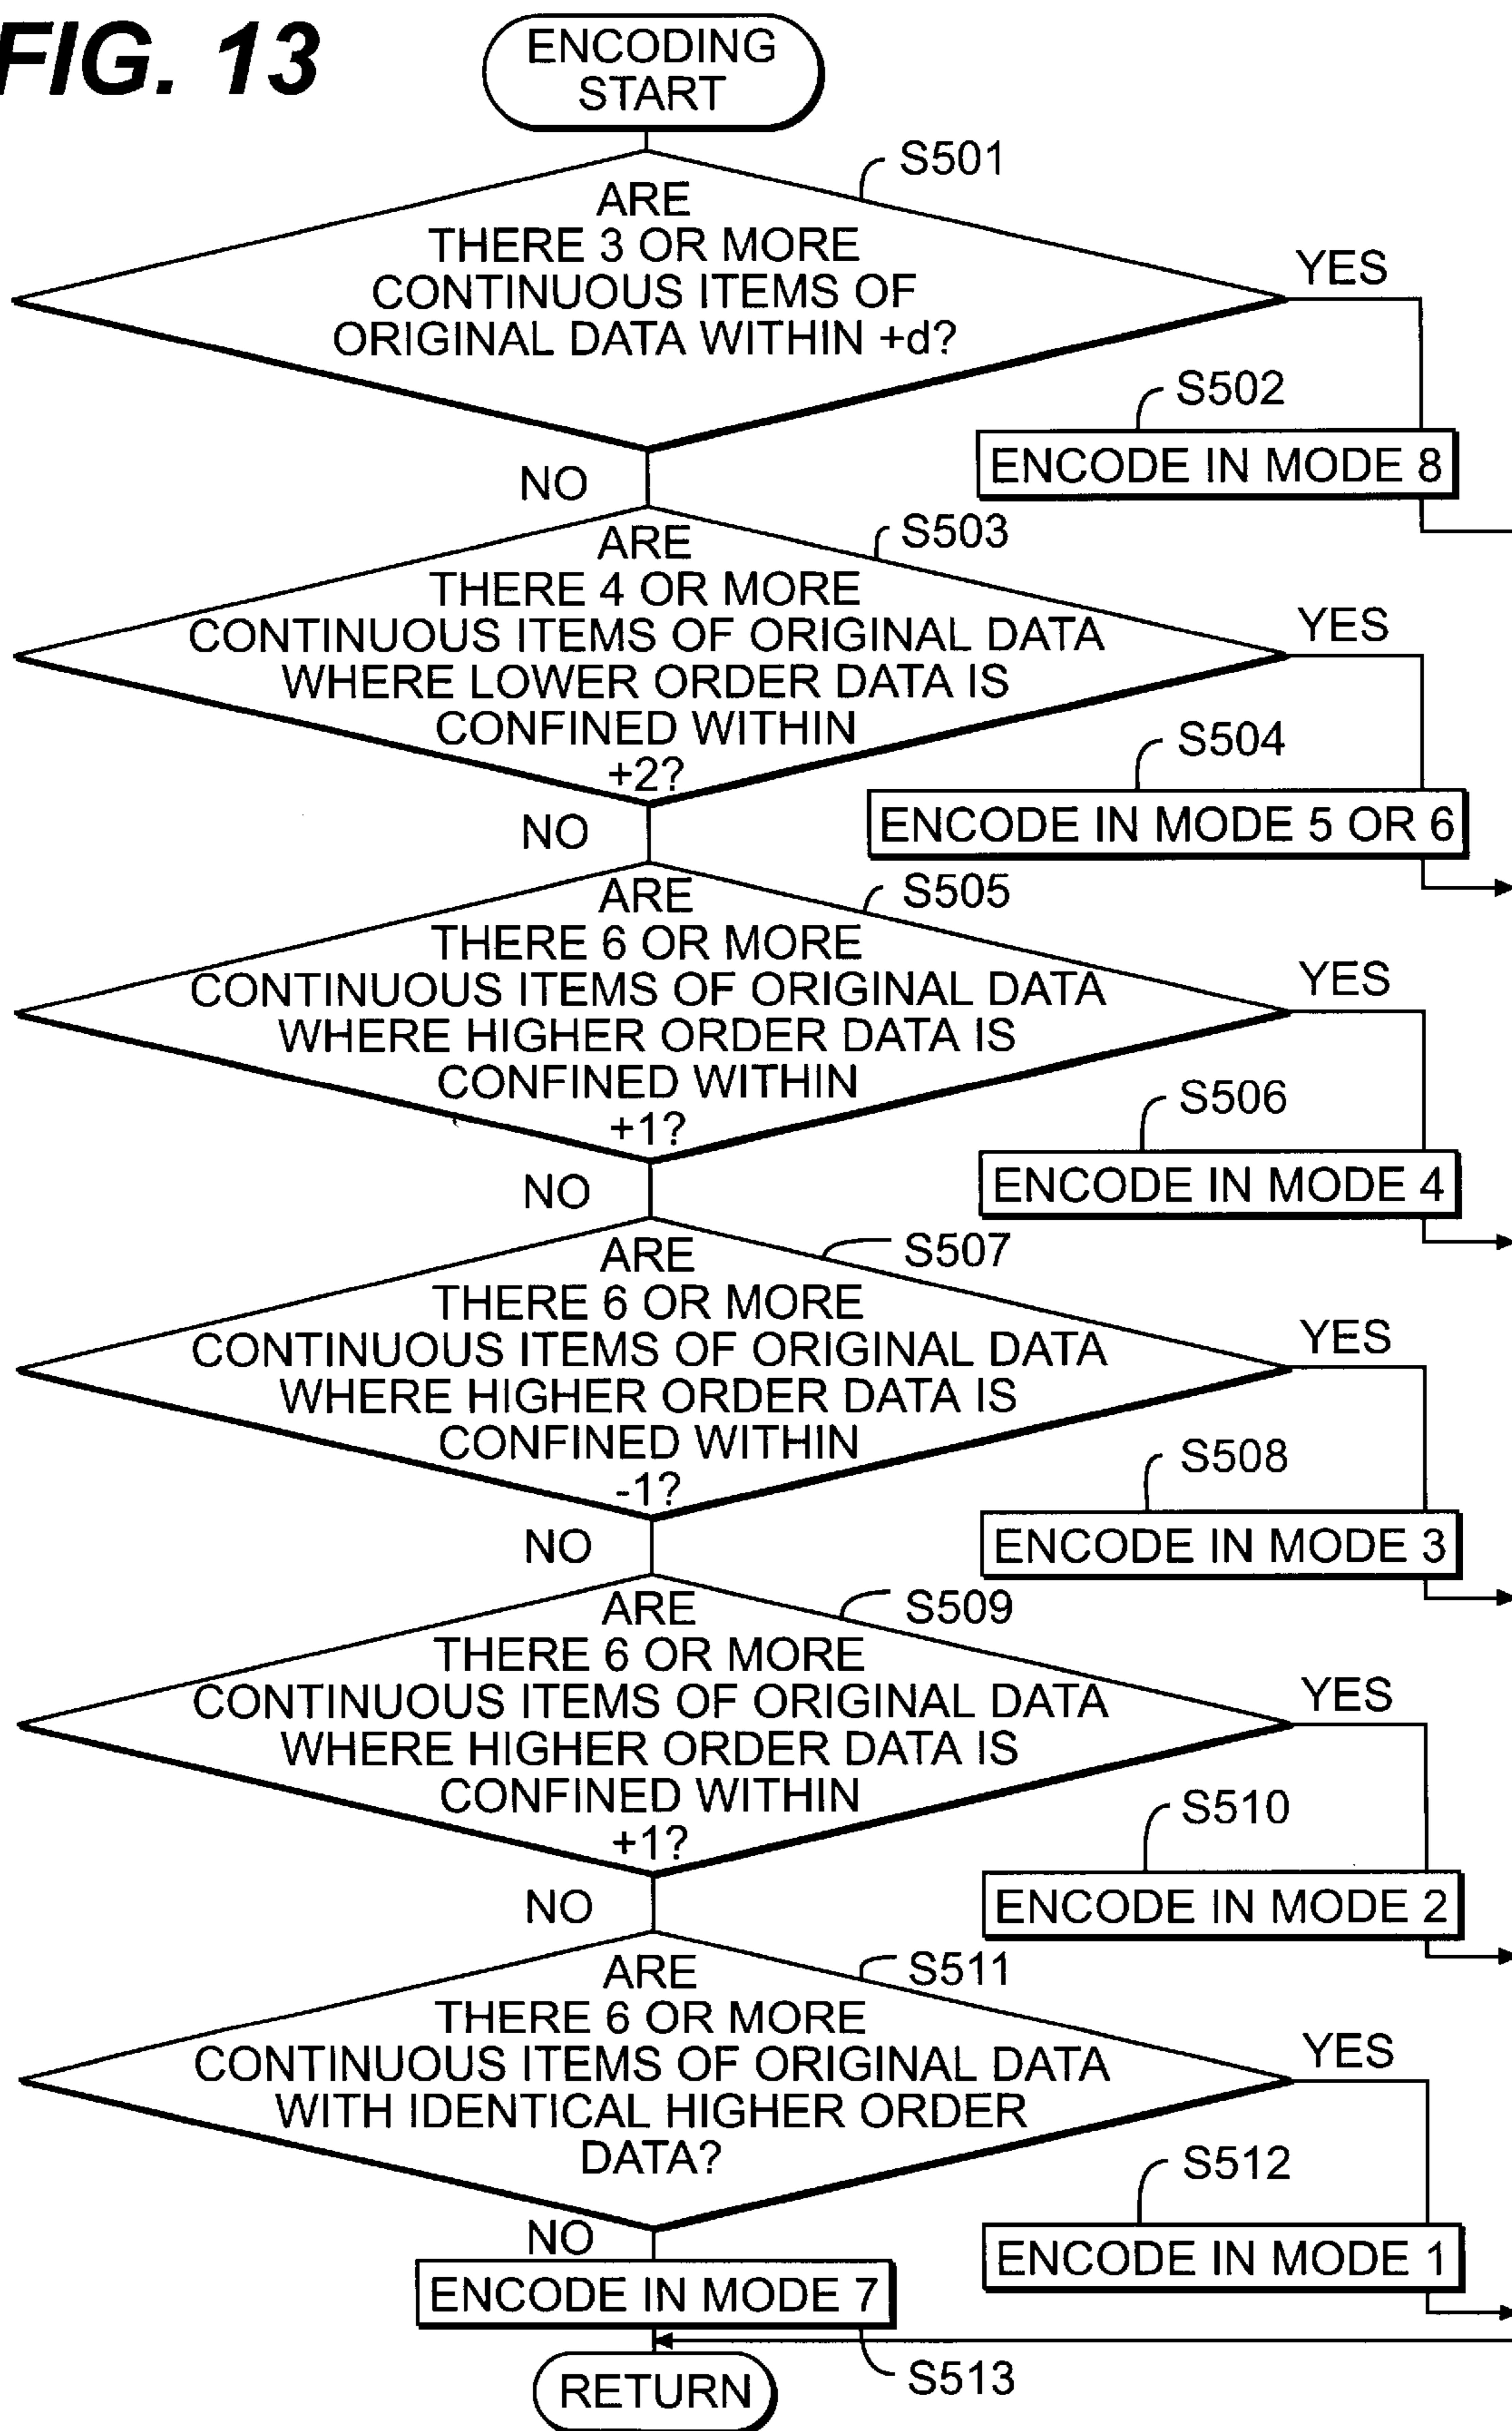 FIG. 13
ENCODING
START
S501
ARE
THERE 3 OR MORE
CONTINUOUS ITEMS OF
ORIGINAL DATA WITHIN +d?
YES
S502
ENCODE IN MODE 8
NO
S503
ARE
THERE 4 OR MORE
CONTINUOUS ITEMS OF ORIGINAL DATA
WHERE LOWER ORDER DATA IS
CONFINED WITHIN
+2?
YES
S504
ENCODE IN MODE 5 OR 6
NO
S505
ARE
THERE 6 OR MORE
CONTINUOUS ITEMS OF ORIGINAL DATA
WHERE HIGHER ORDER DATA IS
CONFINED WITHIN
+1?
YES
S506
ENCODE IN MODE 4
NO
S507
ARE
THERE 6 OR MORE
CONTINUOUS ITEMS OF ORIGINAL DATA
WHERE HIGHER ORDER DATA IS
CONFINED WITHIN
-1?
YES
S508
ENCODE IN MODE 3
NO
S509
ARE
THERE 6 OR MORE
CONTINUOUS ITEMS OF ORIGINAL DATA
WHERE HIGHER ORDER DATA IS
CONFINED WITHIN
+1?
YES
S510
ENCODE IN MODE 2
NO
S511
ARE
THERE 6 OR MORE
CONTINUOUS ITEMS OF ORIGINAL DATA
WITH IDENTICAL HIGHER ORDER
DATA?
YES
S512
ENCODE IN MODE 1
NO
ENCODE IN MODE 7
S513
RETURN